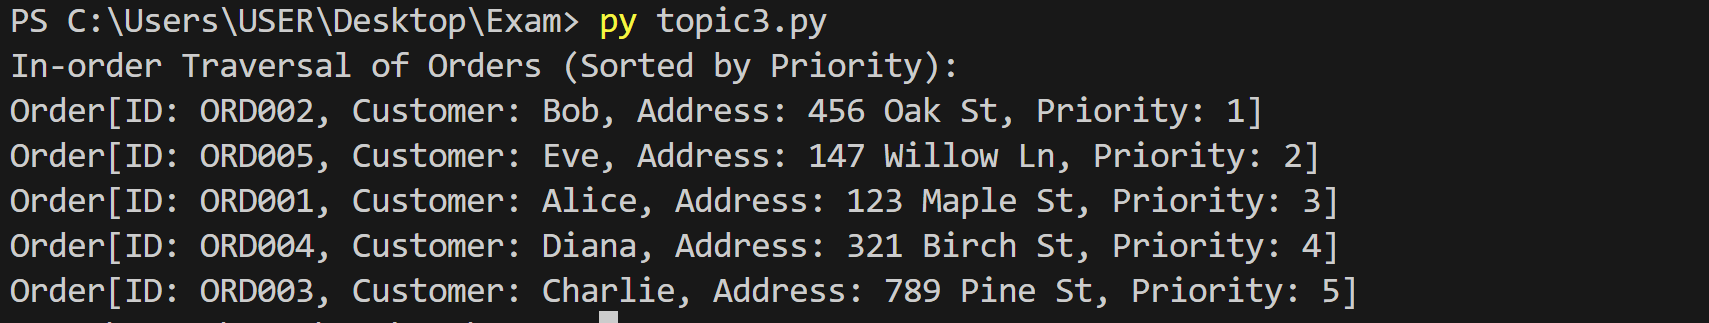 PS C:\Users\USER\Desktop\Exam> py topic3.py
In-order Traversal of Orders (Sorted by Priority):
Order[ID: ORD002, Customer: Bob, Address: 456 Oak St, Priority: 1]
Order[ID: ORD005, Customer: Eve, Address: 147 Willow Ln, Priority: 2]
Order[ID: ORD001, Customer: Alice, Address: 123 Maple St, Priority: 3]
Order[ID: ORD004, Customer: Diana, Address: 321 Birch St, Priority: 4]
Order[ID: ORD003, Customer: Charlie, Address: 789 Pine St, Priority: 5]